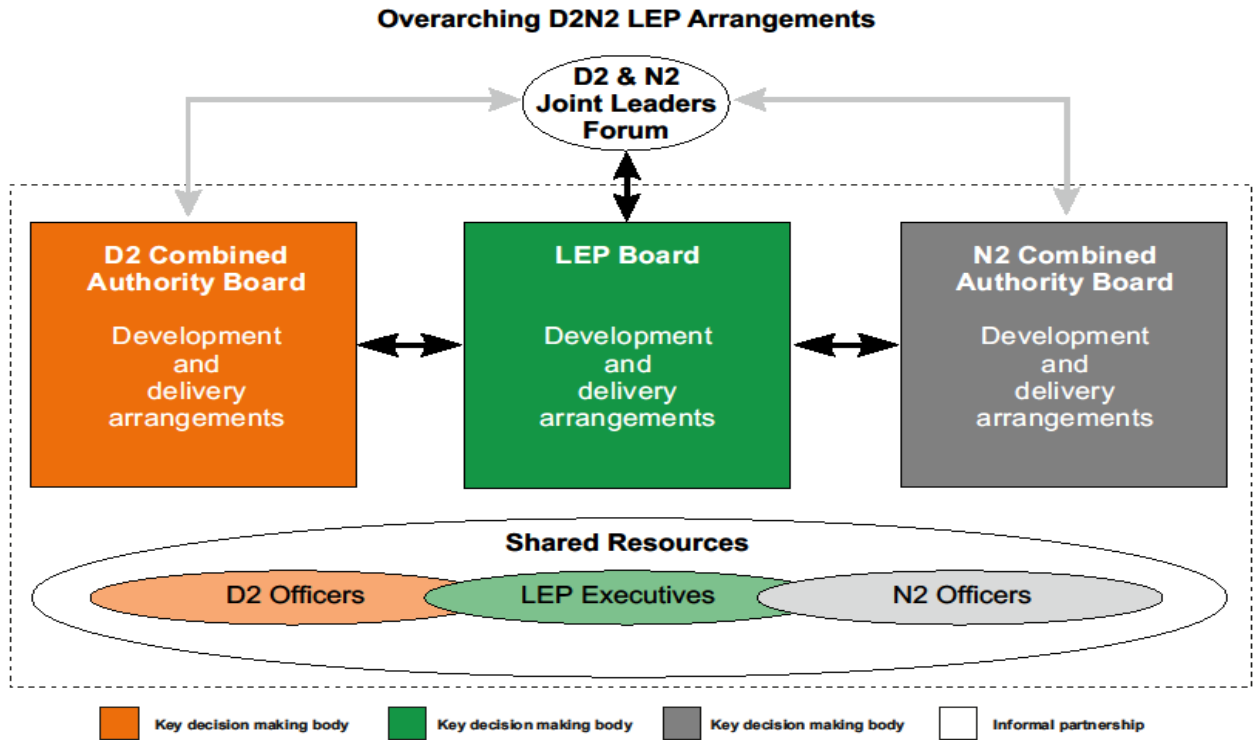 Overarching D2N2 LEP Arrangements
D2 & N2
Joint Leaders
Forum
D2 Combined
Authority Board
Development
and
delivery
arrangements
LEP Board
Development
and
delivery
arrangements
N2 Combined
Authority Board
Development
and
delivery
arrangements
Shared Resources
D2 Officers
LEP Executives
N2 Officers
Key decision making body
Key decision making body
Key decision making body
Informal partnership